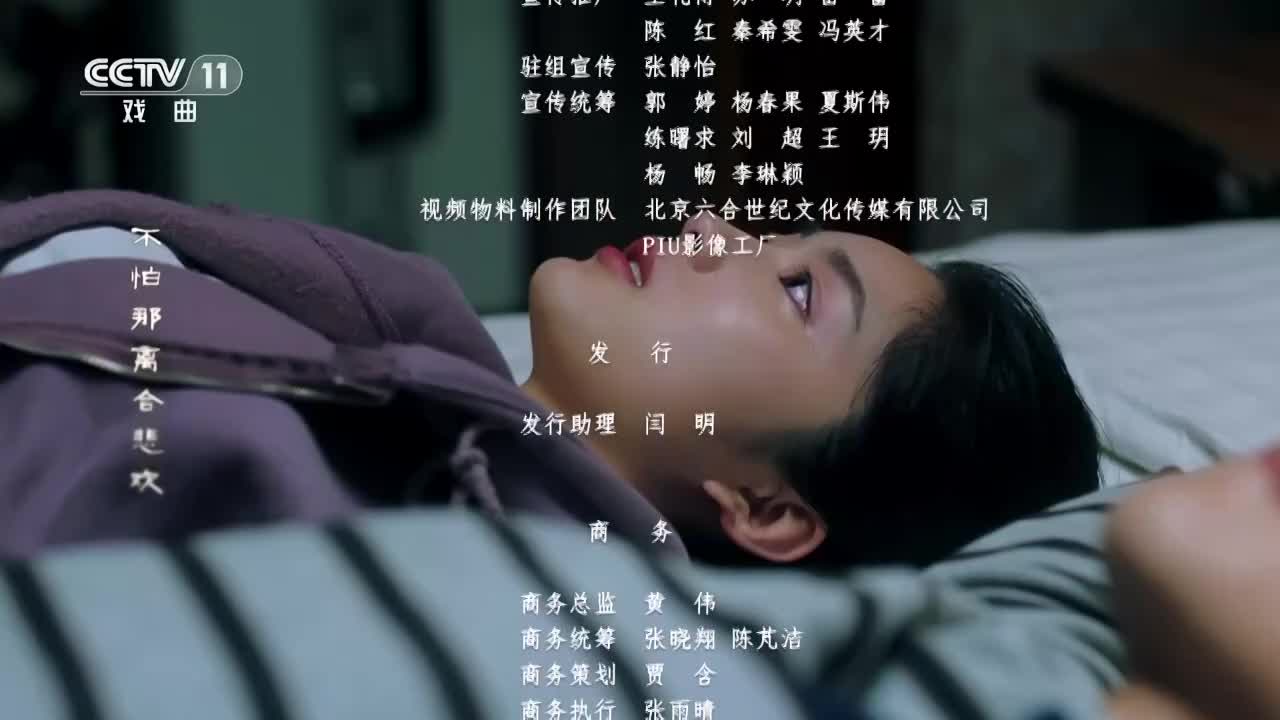 CCTV 11
戏曲
陈 红 秦希雯 冯英才
驻组宣传 张静怡
宣传统筹 郭 婷 杨春果 夏斯伟
练曙求 刘 超 王 玥
杨 畅 李琳颖
视频物料制作团队 北京六合世纪文化传媒有限公司
PIU影像工厂
不怕那离合悲欢
发 行
发行助理 闫 明
商 务
商务总监 黄 伟
商务统筹 张晓翔 陈芃洁
商务策划 贾 含
商务执行 张雨晴